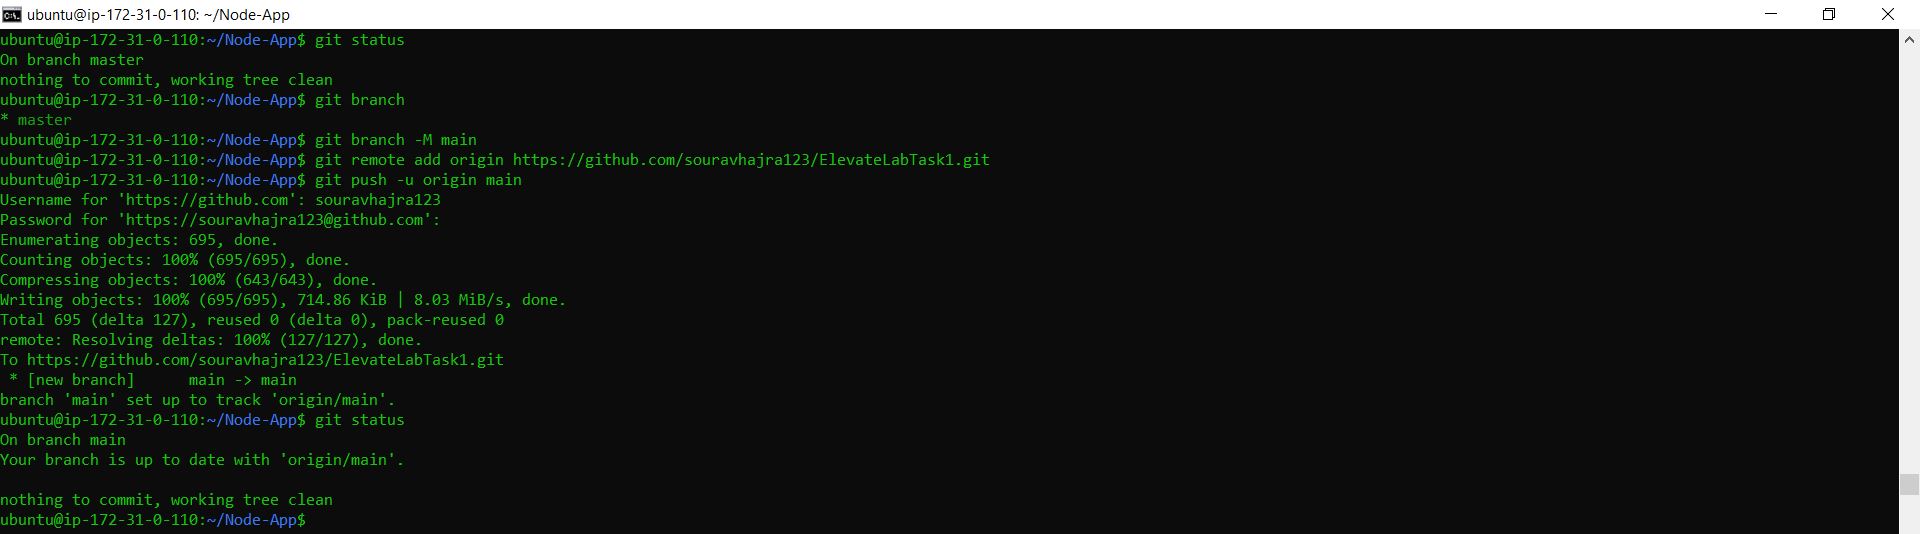 ubuntu@ip-172-31-0-110: ~/Node-App
ubuntu@ip-172-31-0-110:~/Node-App$ git status
On branch master
nothing to commit, working tree clean
ubuntu@ip-172-31-0-110:~/Node-App$ git branch
* master
ubuntu@ip-172-31-0-110:~/Node-App$ git branch -M main
ubuntu@ip-172-31-0-110:~/Node-App$ git remote add origin https://github.com/souravhajra123/ElevateLabTask1.git
ubuntu@ip-172-31-0-110:~/Node-App$ git push -u origin main
Username for 'https://github.com': souravhajra123
Password for 'https://souravhajra123@github.com':
Enumerating objects: 695, done.
Counting objects: 100% (695/695), done.
Compressing objects: 100% (643/643), done.
Writing objects: 100% (695/695), 714.86 KiB | 8.03 MiB/s, done.
Total 695 (delta 127), reused 0 (delta 0), pack-reused 0
remote: Resolving deltas: 100% (127/127), done.
To https://github.com/souravhajra123/ElevateLabTask1.git
 * [new branch]      main -> main
branch 'main' set up to track 'origin/main'.
ubuntu@ip-172-31-0-110:~/Node-App$ git status
On branch main
Your branch is up to date with 'origin/main'.
nothing to commit, working tree clean
ubuntu@ip-172-31-0-110:~/Node-App$